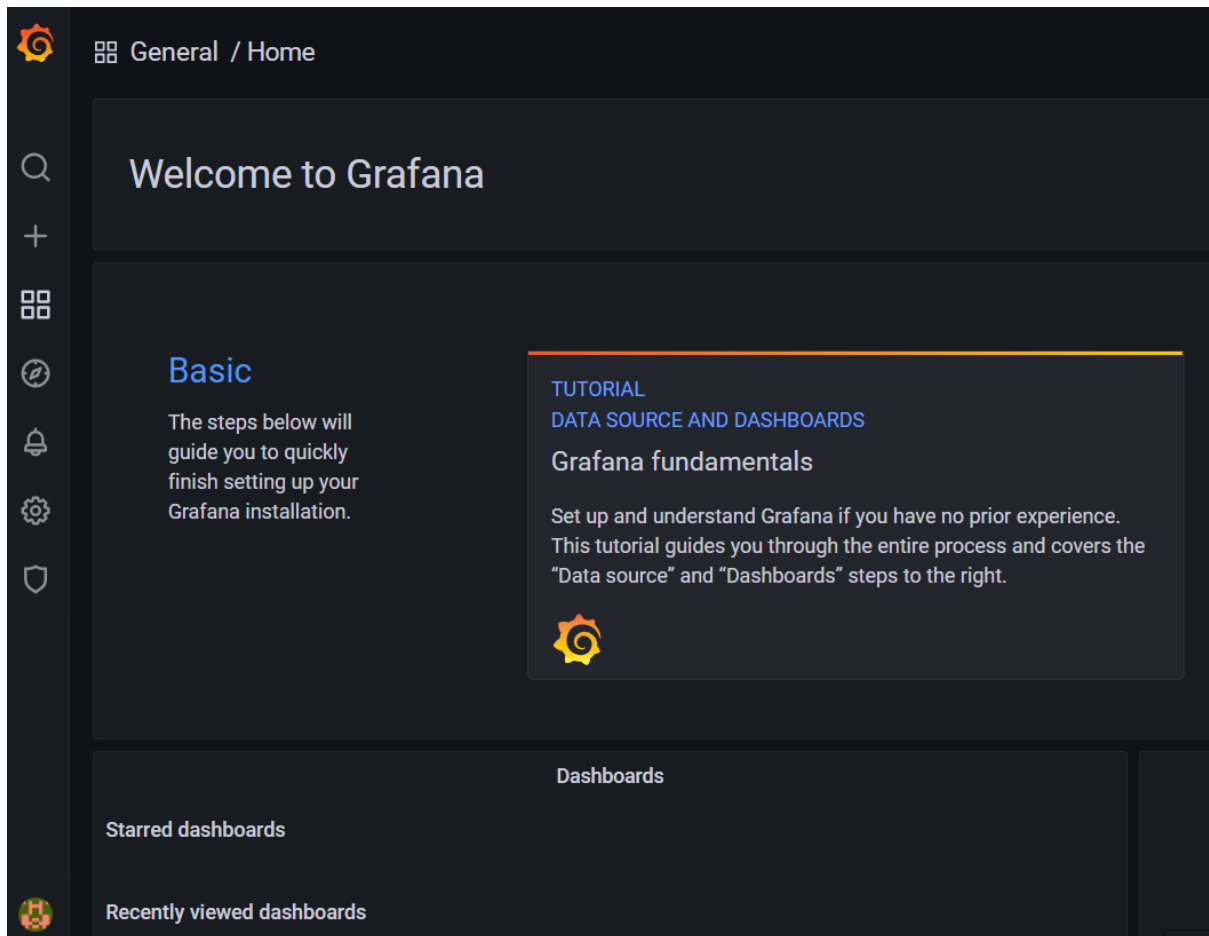 General / Home
Welcome to Grafana
Basic
The steps below will
guide you to quickly
finish setting up your
Grafana installation.
TUTORIAL
DATA SOURCE AND DASHBOARDS
Grafana fundamentals
Set up and understand Grafana if you have no prior experience.
This tutorial guides you through the entire process and covers the
“Data source” and “Dashboards” steps to the right.
Dashboards
Starred dashboards
Recently viewed dashboards